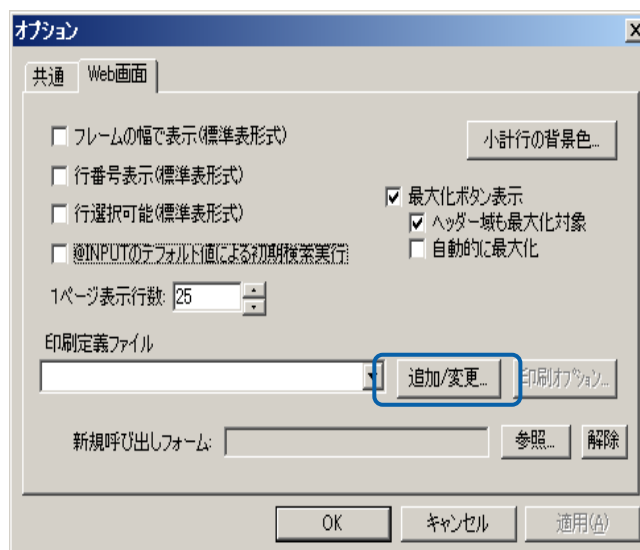 オプション
共通 Web画面
フレームの幅で表示(標準表形式)
小計行の背景色...
行番号表示(標準表形式)
最大化ボタン表示
行選択可能(標準表形式)
ヘッダー域も最大化対象
@INPUTのデフォルト値による初期検索実行
自動的に最大化
1ページ表示行数: 25
印刷定義ファイル
追加/変更... 印刷オプション...
新規呼び出しフォーム: 参照... 解除
OK キャンセル 適用(A)